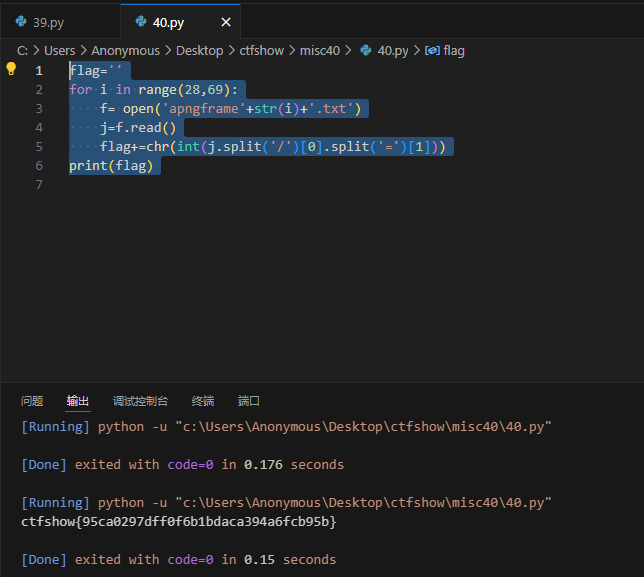 39.py
40.py
C: > Users > Anonymous > Desktop > ctfshow > misc40 > 40.py > flag
1 flag=''
2 for i in range(28,69):
3     f= open('apngframe'+str(i)+'.txt')
4     j=f.read()
5     flag+=chr(int(j.split('/')[0].split('=')[1]))
6 print(flag)
7
问题 输出 调试控制台 终端 端口
[Running] python -u "c:\Users\Anonymous\Desktop\ctfshow\misc40\40.py"
[Done] exited with code=0 in 0.176 seconds
[Running] python -u "c:\Users\Anonymous\Desktop\ctfshow\misc40\40.py"
ctfshow{95ca0297dff0f6b1bdaca394a6fcb95b}
[Done] exited with code=0 in 0.15 seconds